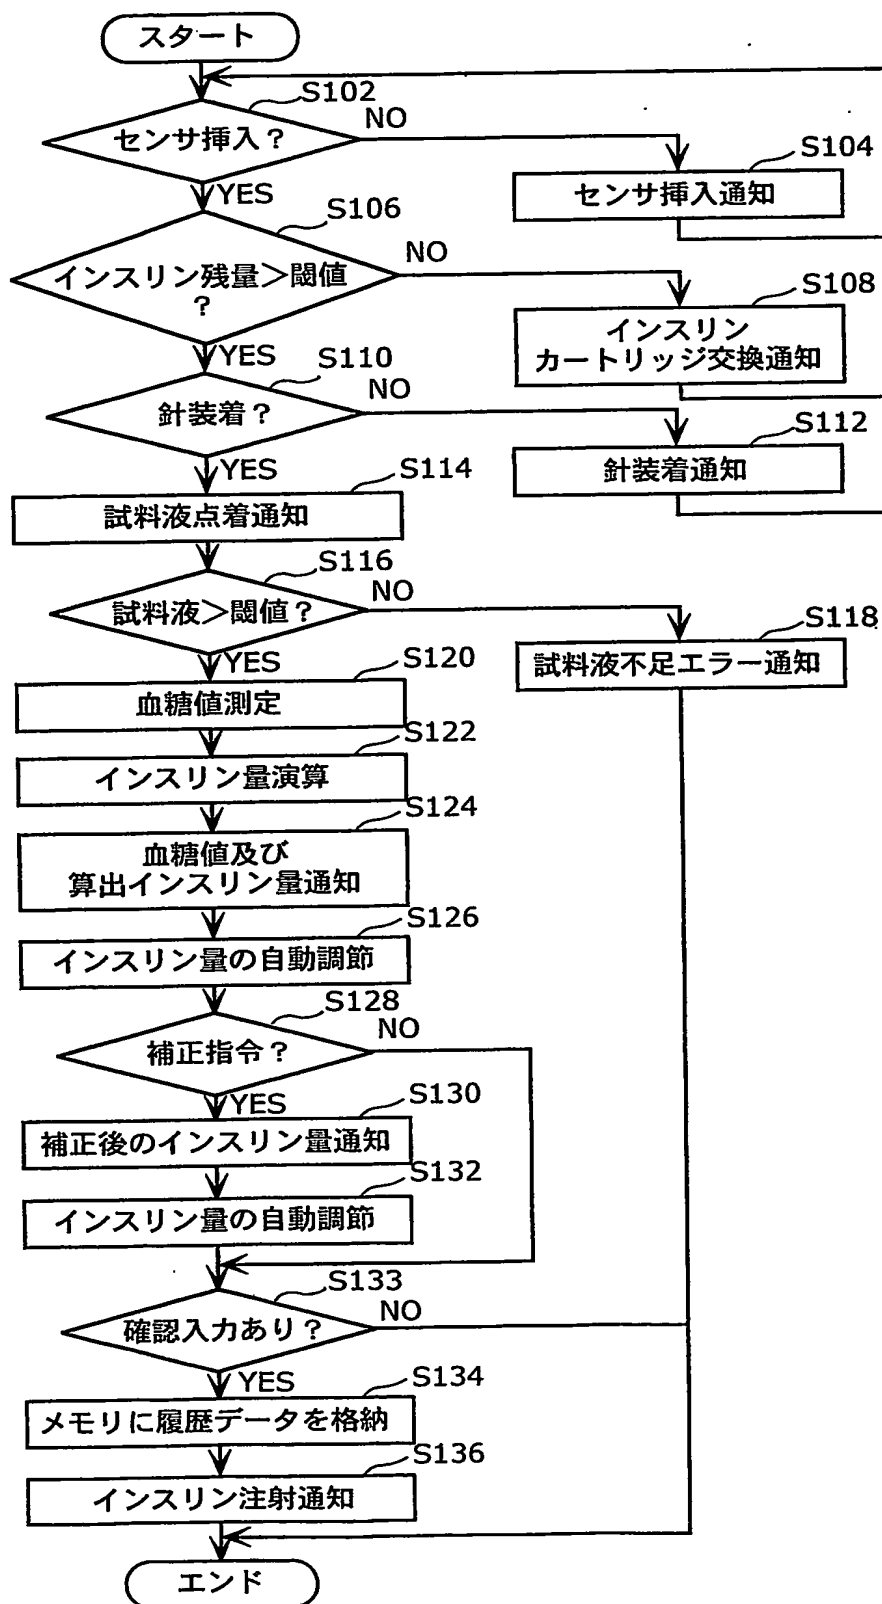 スタート
S102
センサ挿入？
NO
S104
センサ挿入通知
YES
S106
インスリン残量＞閾値
？
NO
S108
インスリン
カートリッジ交換通知
YES
S110
針装着？
NO
S112
針装着通知
YES
S114
試料液点着通知
S116
試料液＞閾値？
NO
S118
試料液不足エラー通知
YES
S120
血糖値測定
S122
インスリン量演算
S124
血糖値及び
算出インスリン量通知
S126
インスリン量の自動調節
S128
補正指令？
NO
YES
S130
補正後のインスリン量通知
S132
インスリン量の自動調節
S133
確認入力あり？
NO
YES
S134
メモリに履歴データを格納
S136
インスリン注射通知
エンド